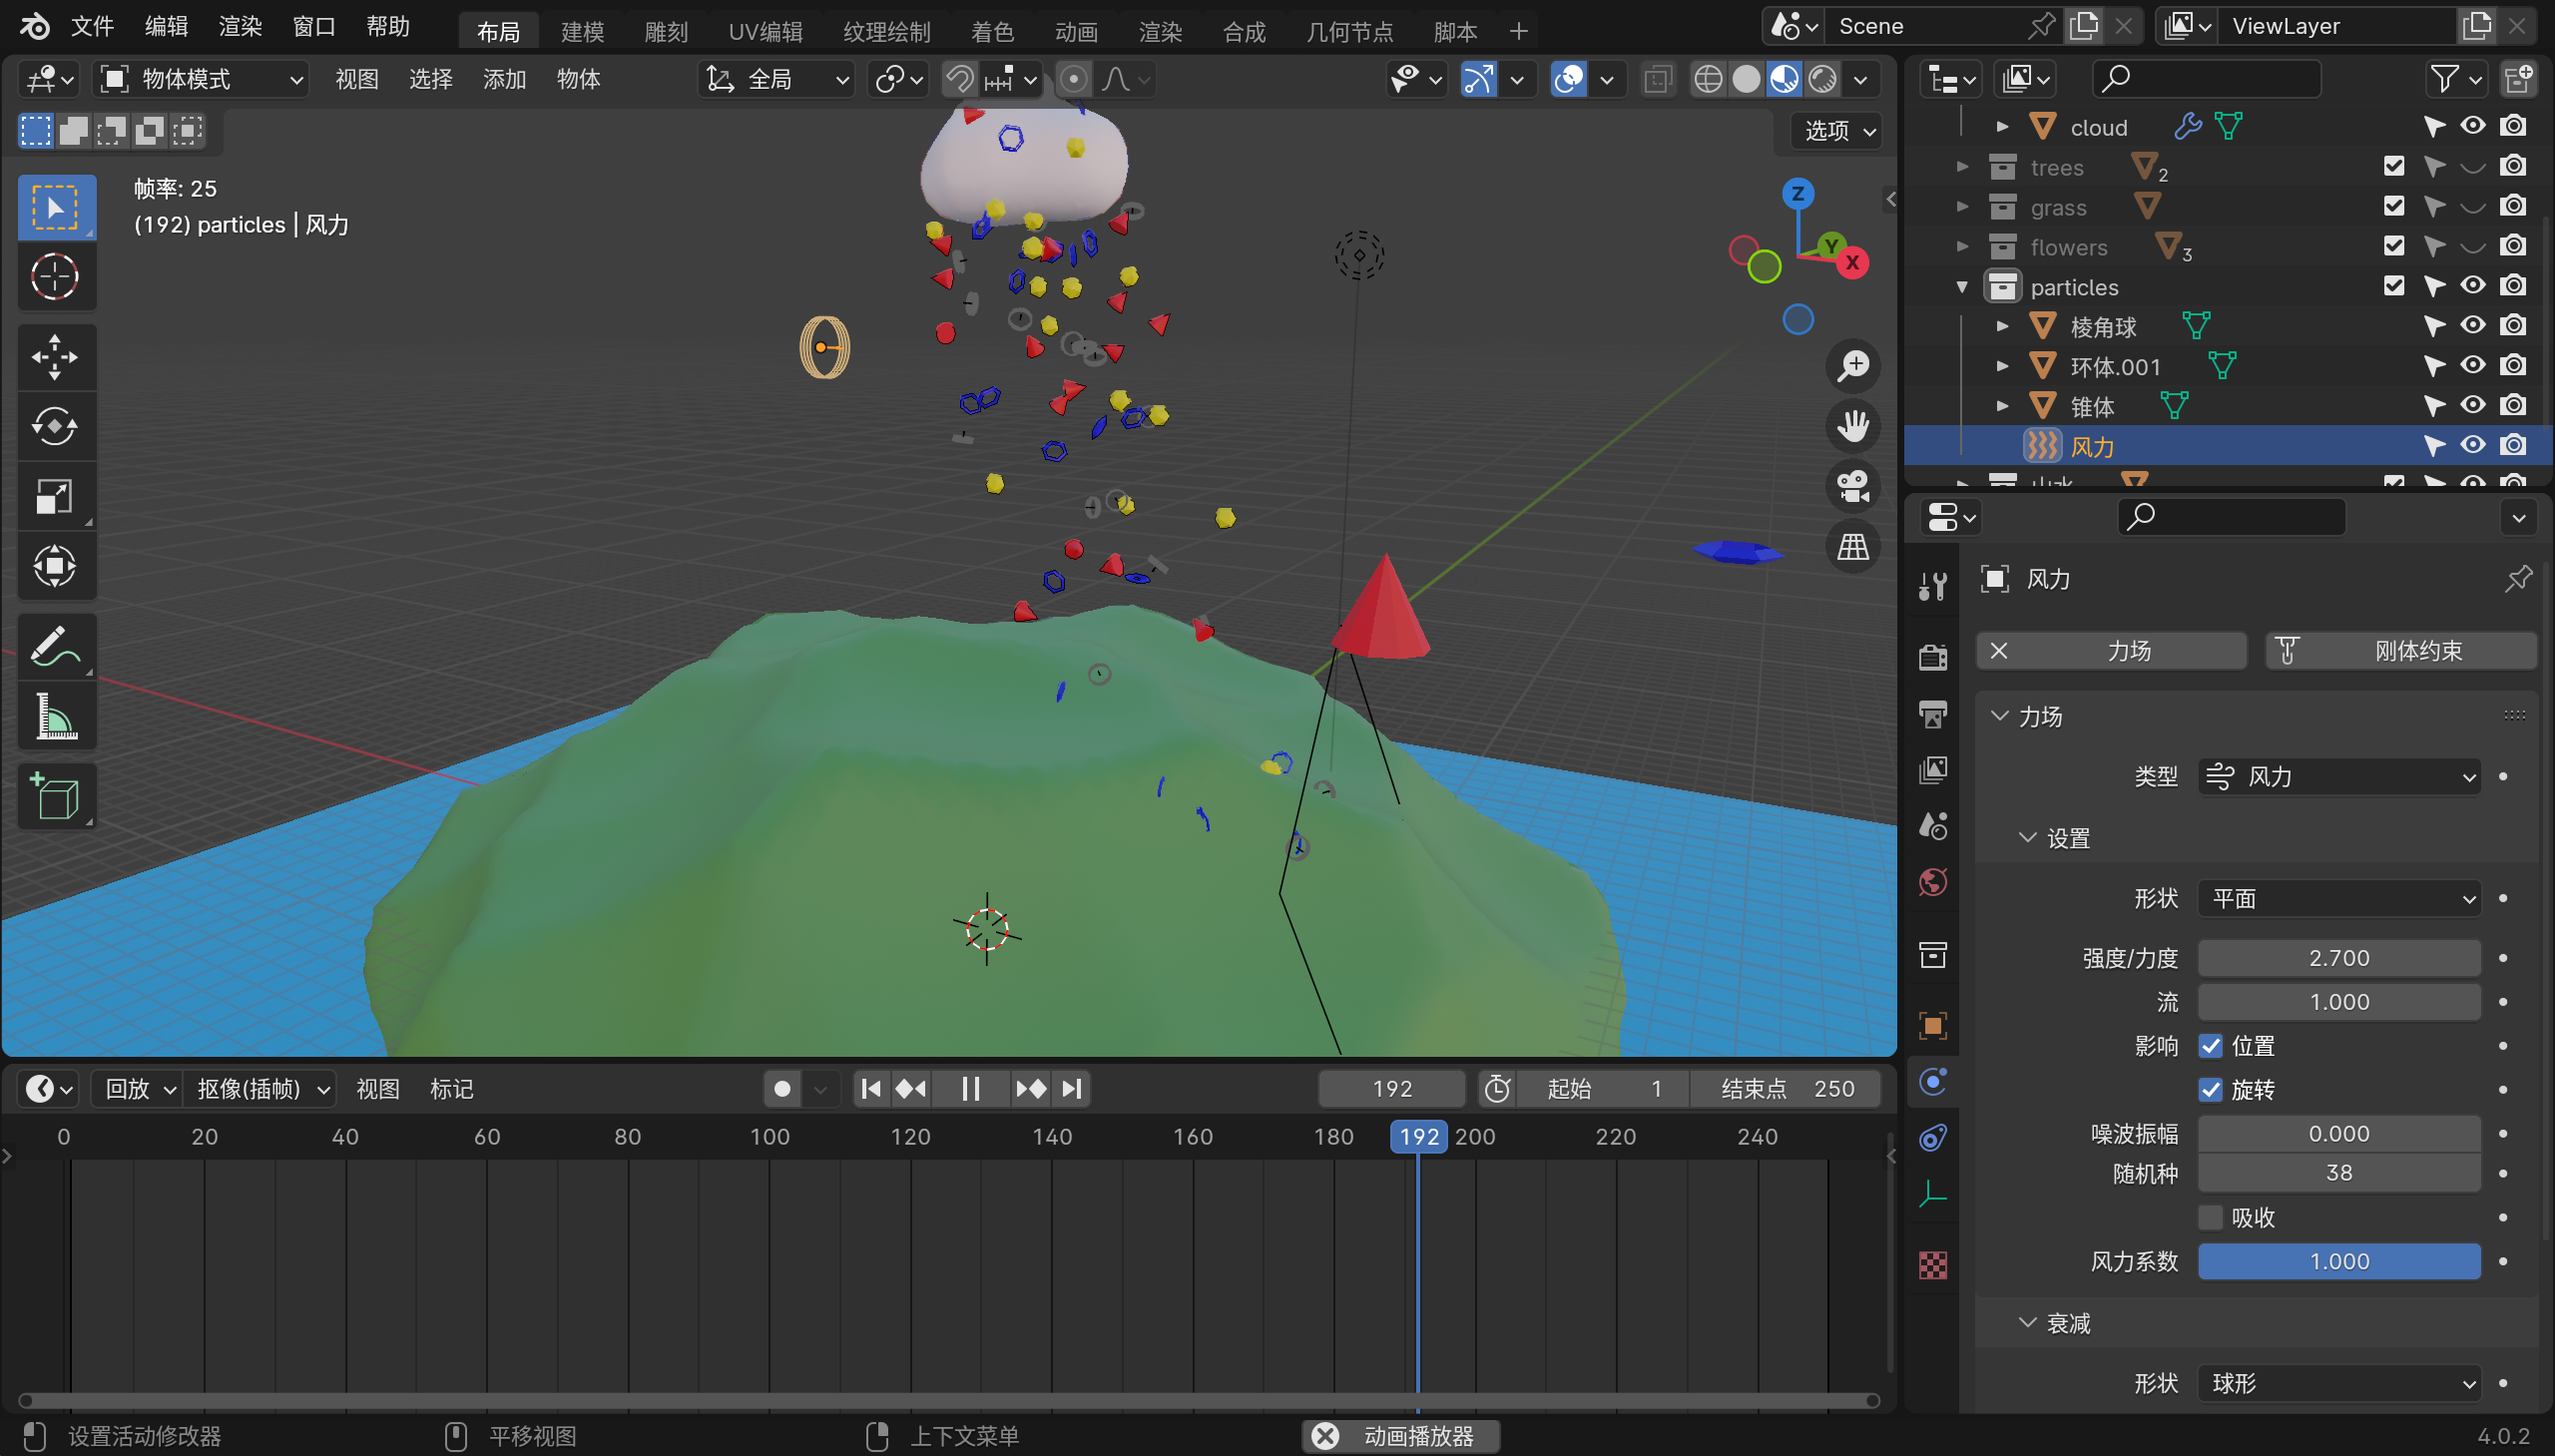 文件 编辑 渲染 窗口 帮助 布局 建模 雕刻 UV编辑 纹理绘制 着色 动画 渲染 合成 几何节点 脚本 + Scene ViewLayer
物体模式 视图 选择 添加 物体 全局
选项
帧率: 25
(192) particles | 风力
Z
Y
X
cloud
trees 2
grass
flowers 3
particles
棱角球
环体.001
锥体
风力
风力
力场 刚体约束
力场
类型 风力
设置
形状 平面
强度/力度 2.700
流 1.000
影响 位置
旋转
噪波振幅 0.000
随机种 38
吸收
风力系数 1.000
衰减
形状 球形
回放 抠像(插帧) 视图 标记 192 起始 1 结束点 250
0 20 40 60 80 100 120 140 160 180 192 200 220 240
设置活动修改器 平移视图 上下文菜单 动画播放器 4.0.2